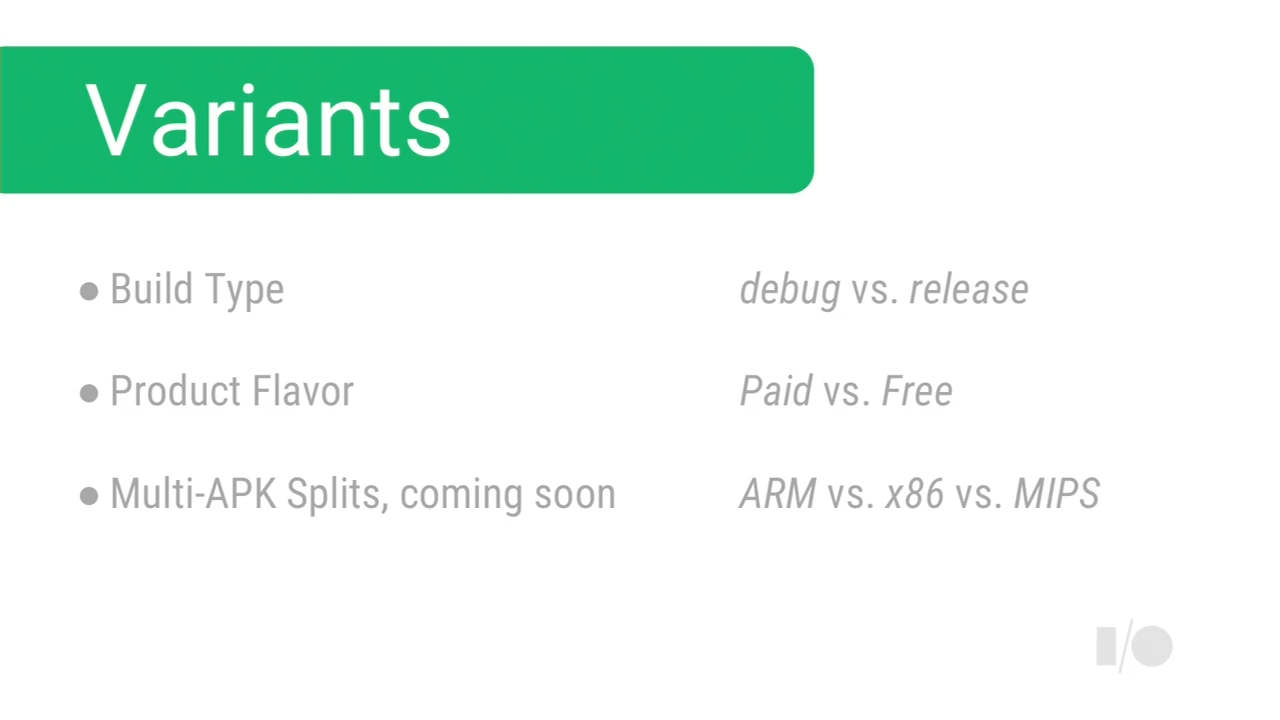 Variants
• Build Type debug vs. release
• Product Flavor Paid vs. Free
• Multi-APK Splits, coming soon ARM vs. x86 vs. MIPS
I/O